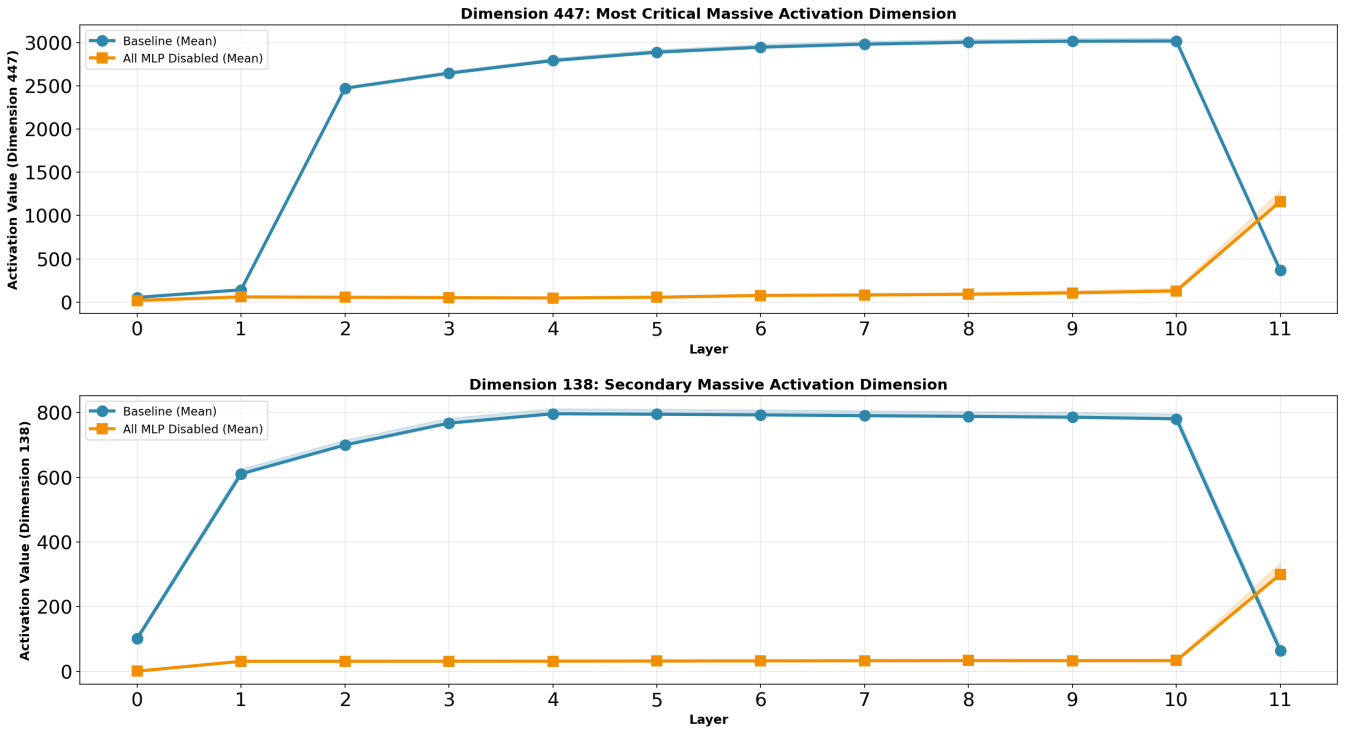 Dimension 447: Most Critical Massive Activation Dimension
Activation Value (Dimension 447)
3000
2500
2000
1500
1000
500
0
Baseline (Mean)
All MLP Disabled (Mean)
0 1 2 3 4 5 6 7 8 9 10 11
Layer
Dimension 138: Secondary Massive Activation Dimension
Activation Value (Dimension 138)
800
600
400
200
0
Baseline (Mean)
All MLP Disabled (Mean)
0 1 2 3 4 5 6 7 8 9 10 11
Layer